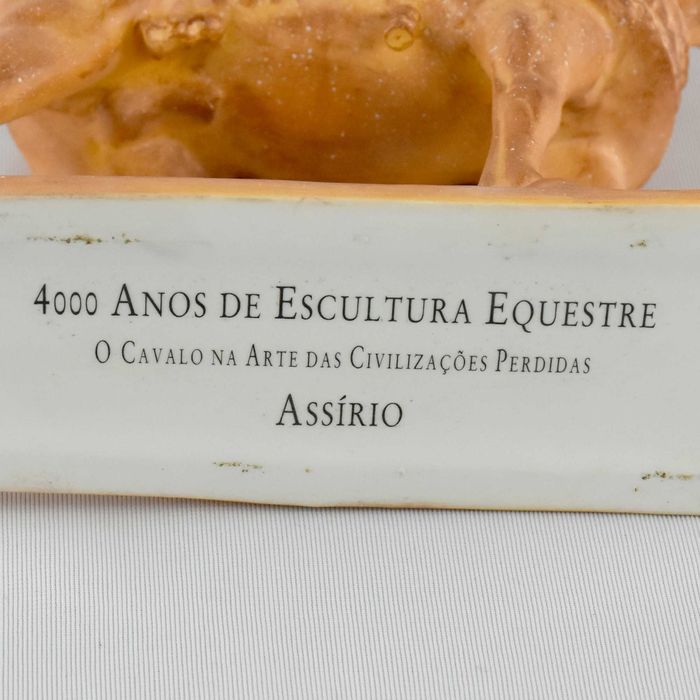 4000 Anos de Escultura Equestre
O Cavalo na Arte das Civilizações Perdidas
Assírio